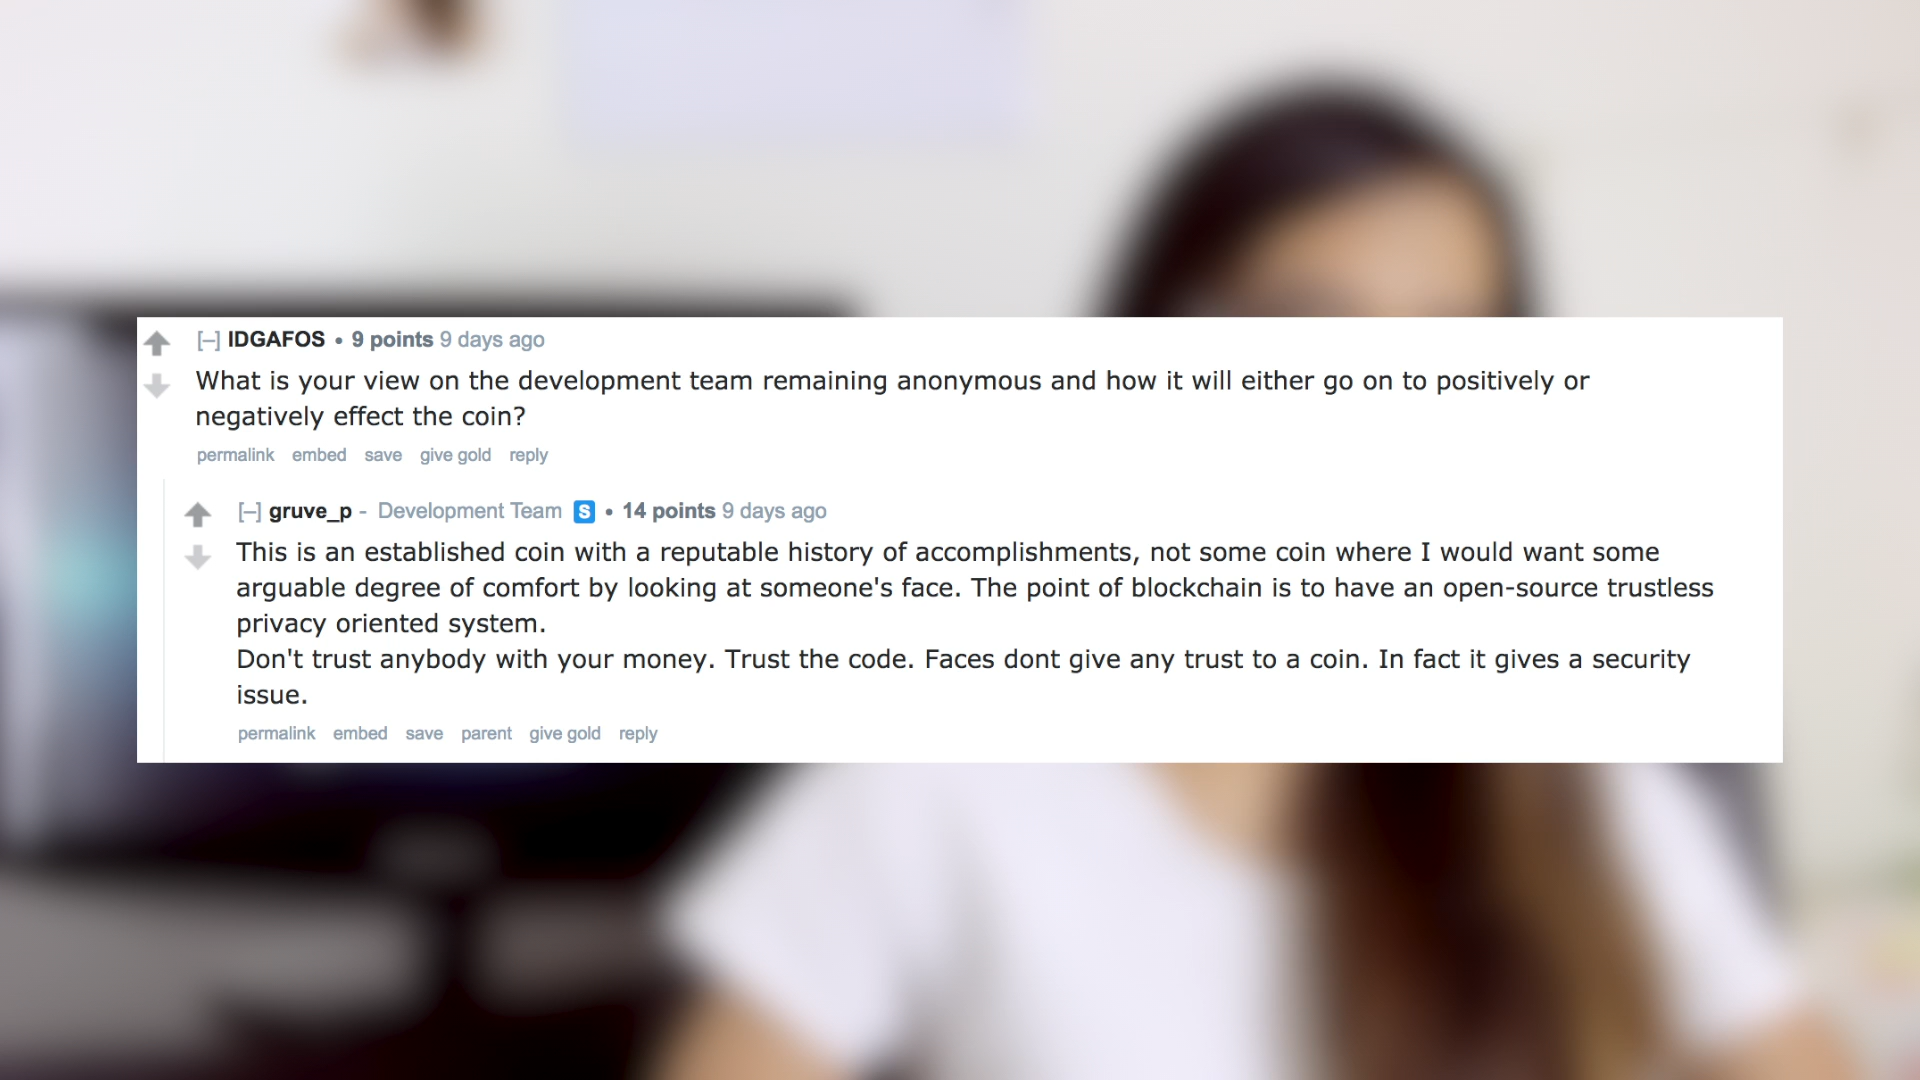 [–] IDGAFOS • 9 points 9 days ago
What is your view on the development team remaining anonymous and how it will either go on to positively or
negatively effect the coin?
permalink embed save give gold reply
[–] gruve_p - Development Team S • 14 points 9 days ago
This is an established coin with a reputable history of accomplishments, not some coin where I would want some
arguable degree of comfort by looking at someone's face. The point of blockchain is to have an open-source trustless
privacy oriented system.
Don't trust anybody with your money. Trust the code. Faces dont give any trust to a coin. In fact it gives a security
issue.
permalink embed save parent give gold reply